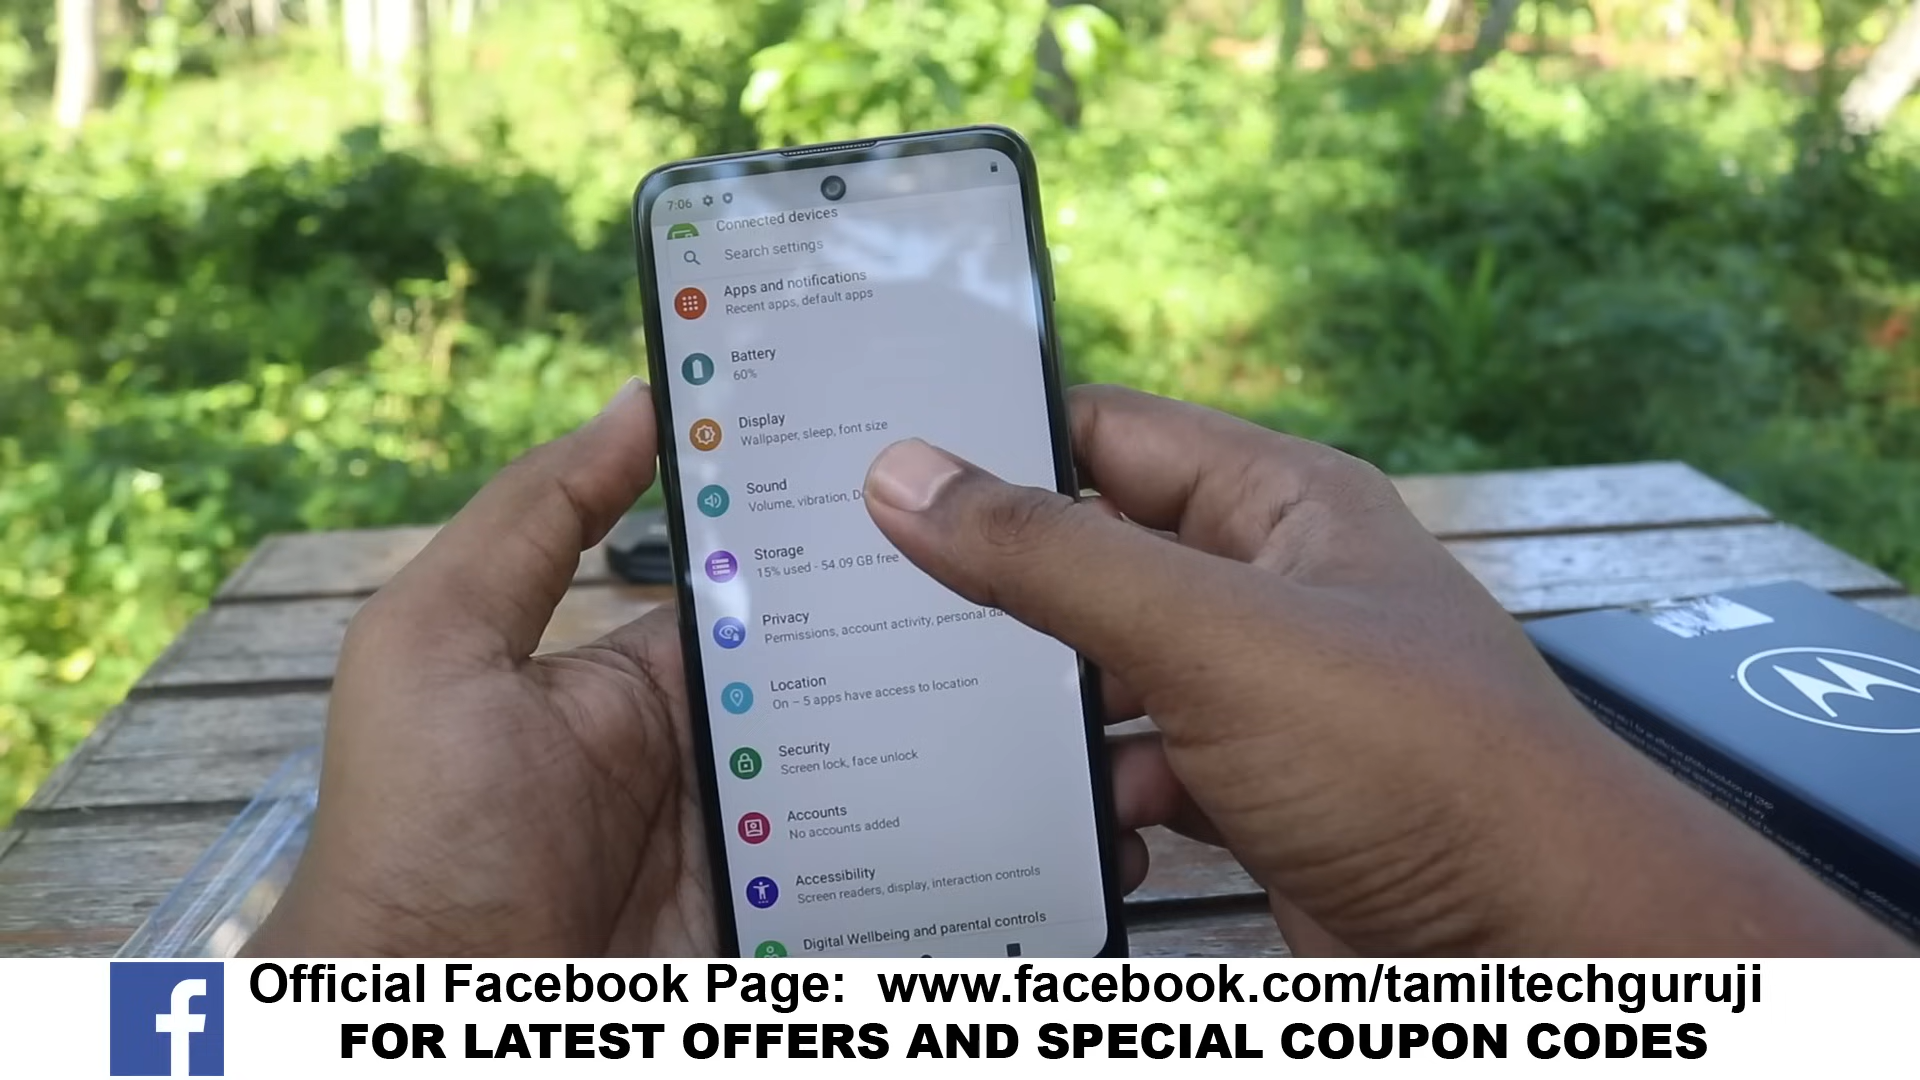 7:06
Connected devices
Search settings
Apps and notifications
Recent apps, default apps
Battery
60%
Display
Wallpaper, sleep, font size
Sound
Volume, vibration,
Storage
15% used - 54.09 GB free
Privacy
Permissions, account activity, personal
Location
On – 5 apps have access to location
Security
Screen lock, face unlock
Accounts
No accounts added
Accessibility
Screen readers, display, interaction controls
Digital Wellbeing and parental controls
Official Facebook Page: www.facebook.com/tamiltechguruji
FOR LATEST OFFERS AND SPECIAL COUPON CODES